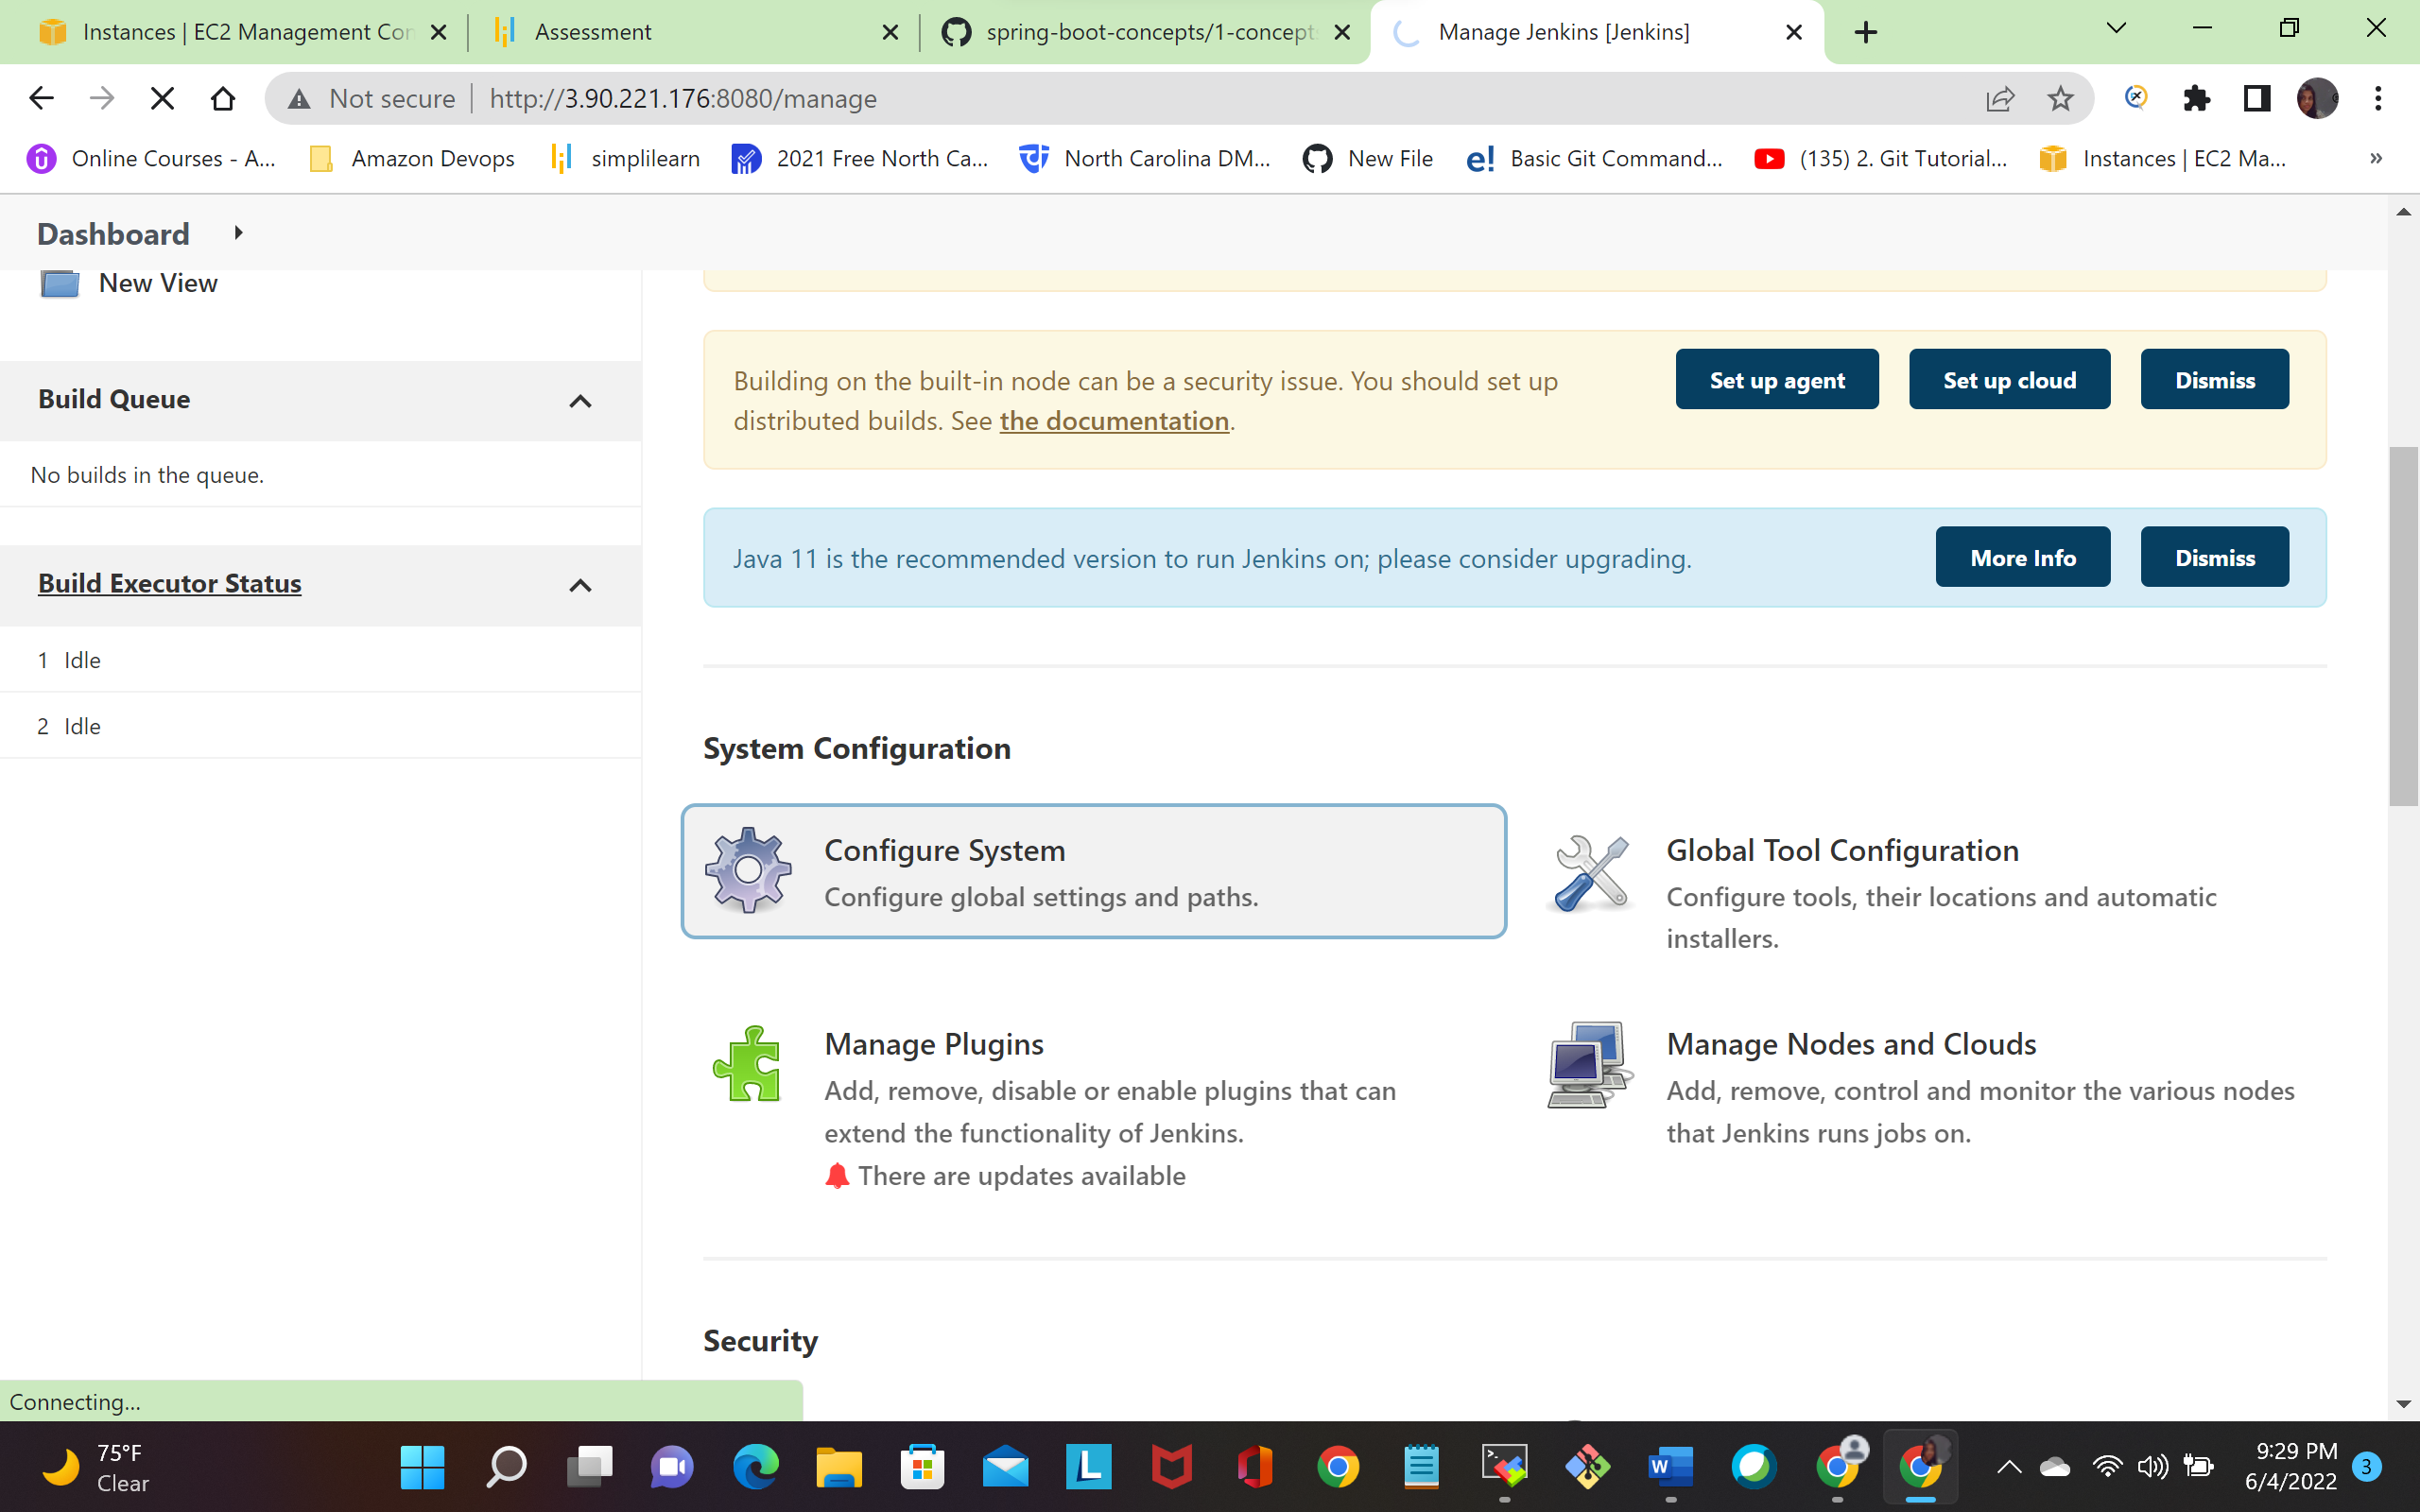 Instances | EC2 Management Con
Assessment
spring-boot-concepts/1-concept
Manage Jenkins [Jenkins]
Not secure
http://3.90.221.176:8080/manage
Online Courses - A...
Amazon Devops
simplilearn
2021 Free North Ca...
North Carolina DM...
New File
Basic Git Command...
(135) 2. Git Tutorial...
Instances | EC2 Ma...
»
Dashboard
New View
Build Queue
No builds in the queue.
Build Executor Status
1 Idle
2 Idle
Building on the built-in node can be a security issue. You should set up
distributed builds. See the documentation.
Set up agent
Set up cloud
Dismiss
Java 11 is the recommended version to run Jenkins on; please consider upgrading.
More Info
Dismiss
System Configuration
Configure System
Configure global settings and paths.
Global Tool Configuration
Configure tools, their locations and automatic
installers.
Manage Plugins
Add, remove, disable or enable plugins that can
extend the functionality of Jenkins.
There are updates available
Manage Nodes and Clouds
Add, remove, control and monitor the various nodes
that Jenkins runs jobs on.
Security
Connecting...
75°F
Clear
9:29 PM
6/4/2022
3